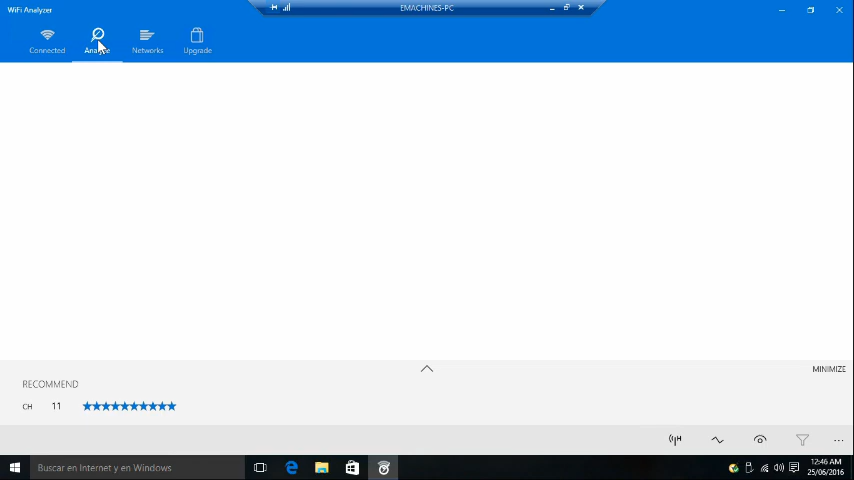 WiFi Analyzer
EMACHINES-PC
Connected
Analyze
Networks
Upgrade
MINIMIZE
RECOMMEND
CH 11 ★★★★★★★★★★
Buscar en Internet y en Windows
12:46 AM
25/06/2016